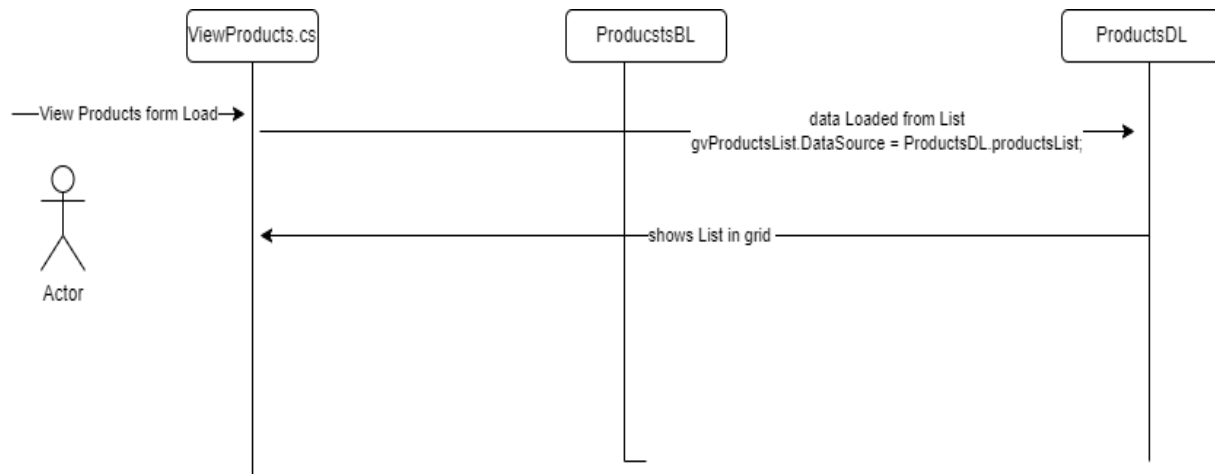 ViewProducts.cs
ProducstsBL
ProductsDL
View Products form Load
data Loaded from List
gvProductsList.DataSource = ProductsDL.productsList;
shows List in grid
Actor